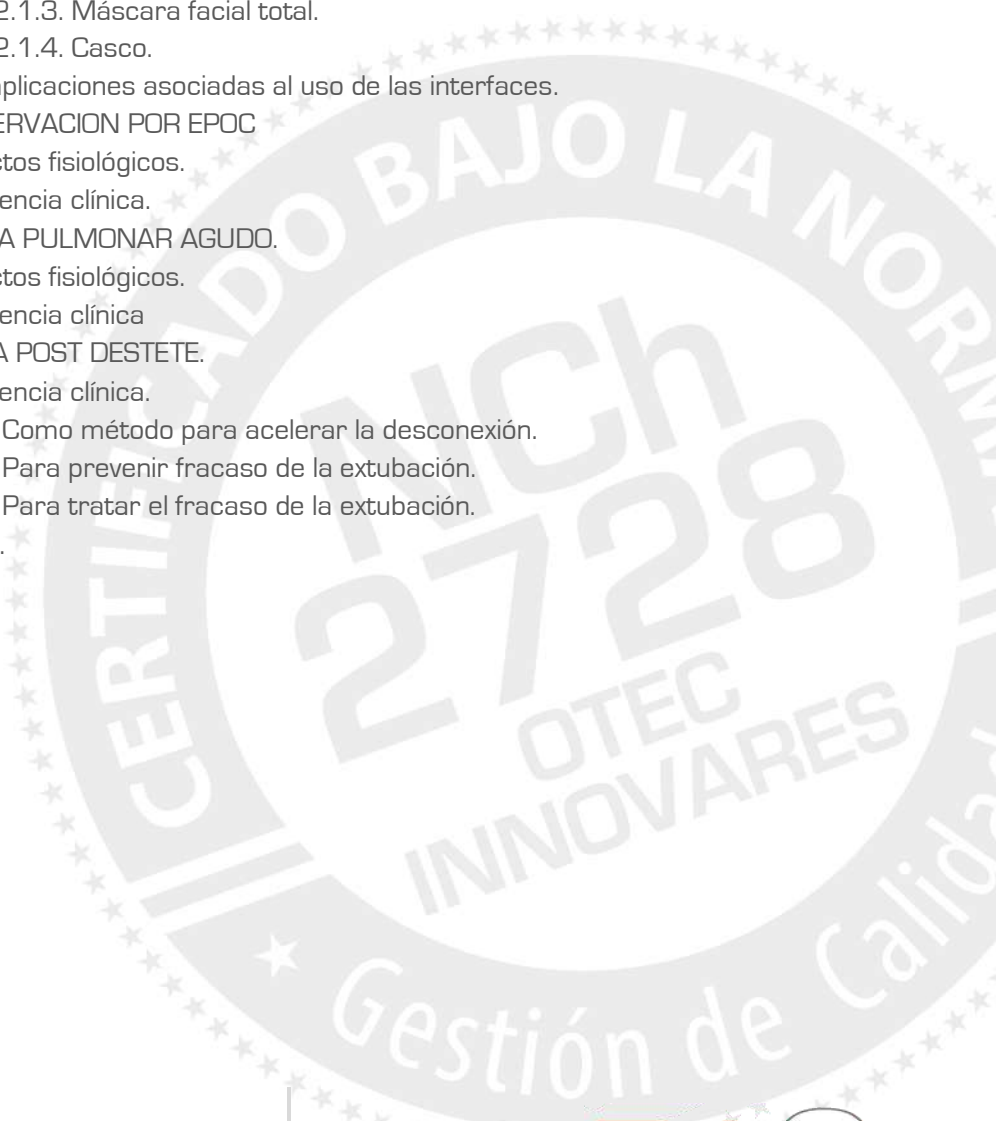 2.1.3. Máscara facial total.
2.1.4. Casco.
plicaciones asociadas al uso de las interfaces.
ERVACION POR EPOC
ctos fisiológicos.
encia clínica.
A PULMONAR AGUDO.
ctos fisiológicos.
encia clínica
A POST DESTETE.
encia clínica.
Como método para acelerar la desconexión.
Para prevenir fracaso de la extubación.
Para tratar el fracaso de la extubación.
.
CERTIFICADO BAJO LA NORMA
NCh
2728
OTEC
INNOVARES
Gestión de Calidad